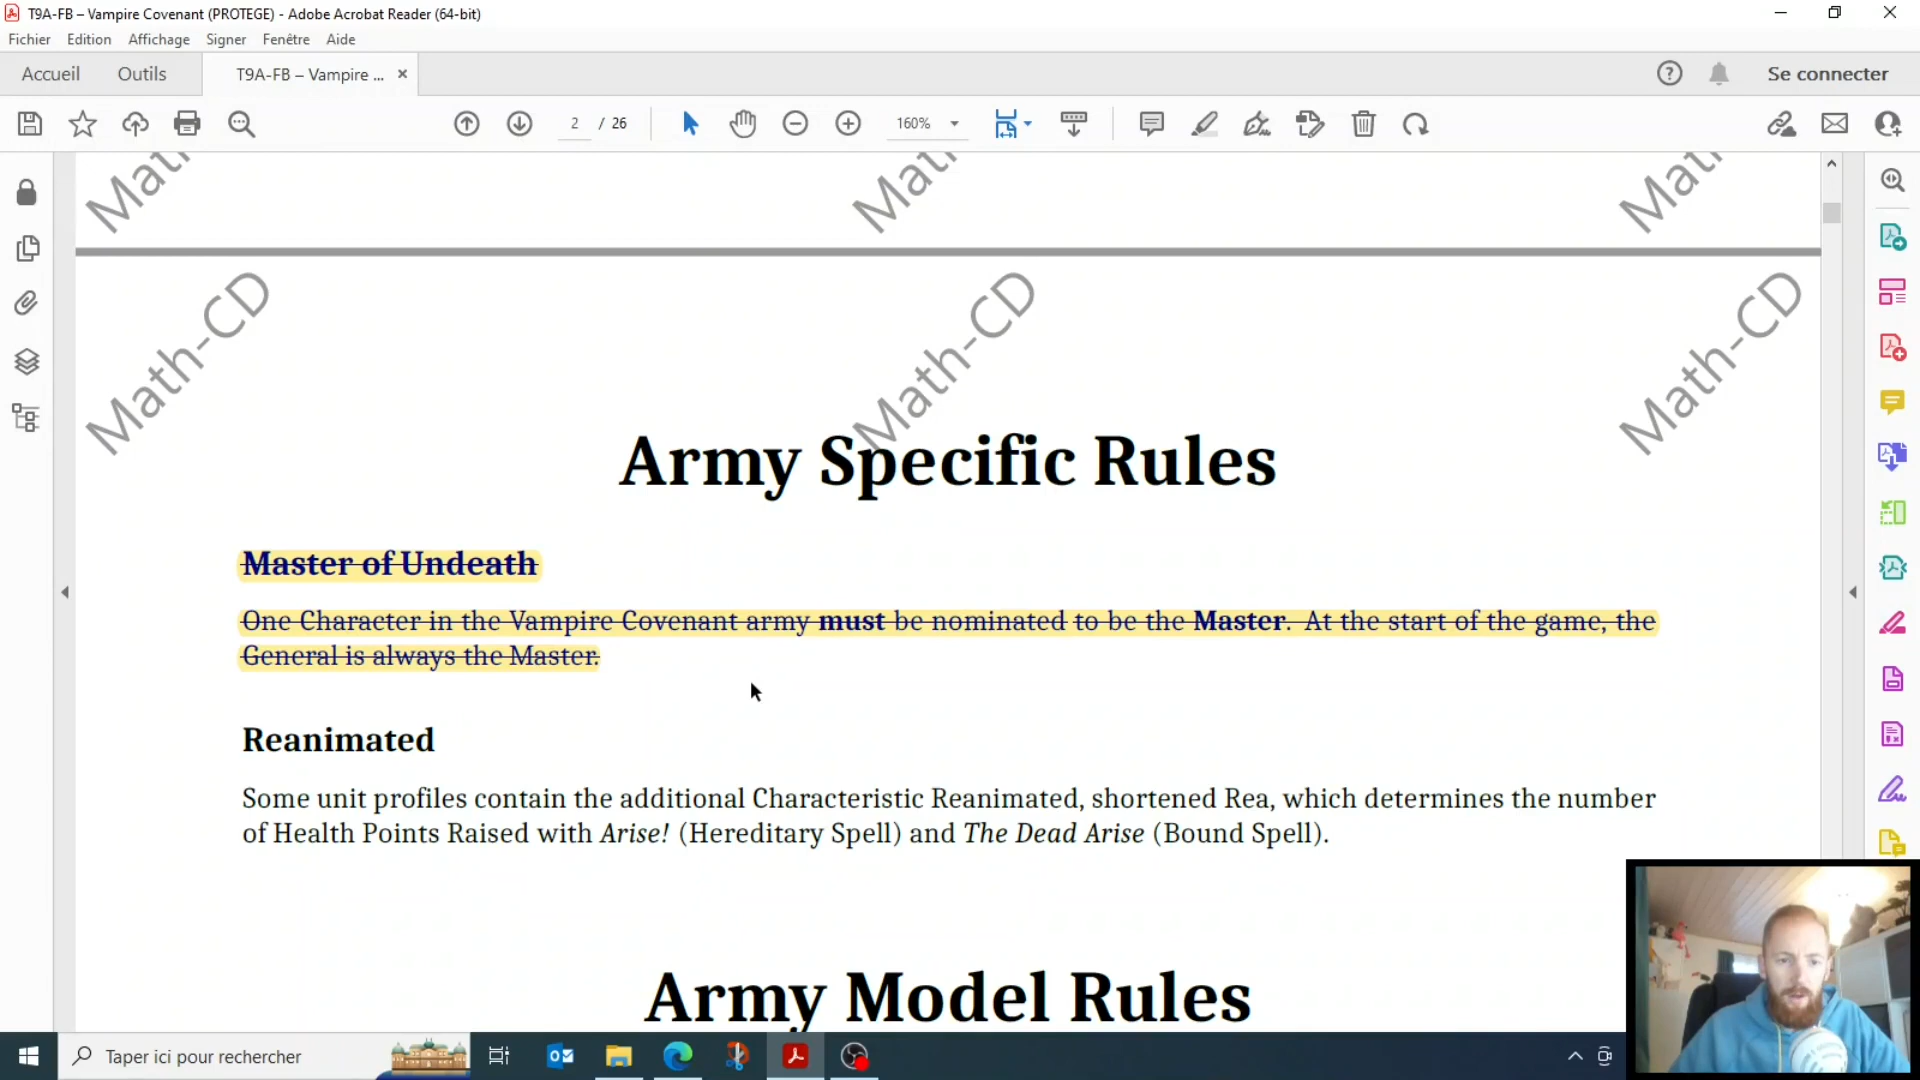 T9A-FB – Vampire Covenant (PROTEGE) - Adobe Acrobat Reader (64-bit)
Fichier Edition Affichage Signer Fenêtre Aide
Accueil Outils T9A-FB – Vampire ... × Se connecter
2 / 26 160%
Math Math Math
Math-CD Math-CD Math-CD
Army Specific Rules
Master of Undeath
One Character in the Vampire Covenant army must be nominated to be the Master. At the start of the game, the
General is always the Master.
Reanimated
Some unit profiles contain the additional Characteristic Reanimated, shortened Rea, which determines the number
of Health Points Raised with Arise! (Hereditary Spell) and The Dead Arise (Bound Spell).
Army Model Rules
Taper ici pour rechercher